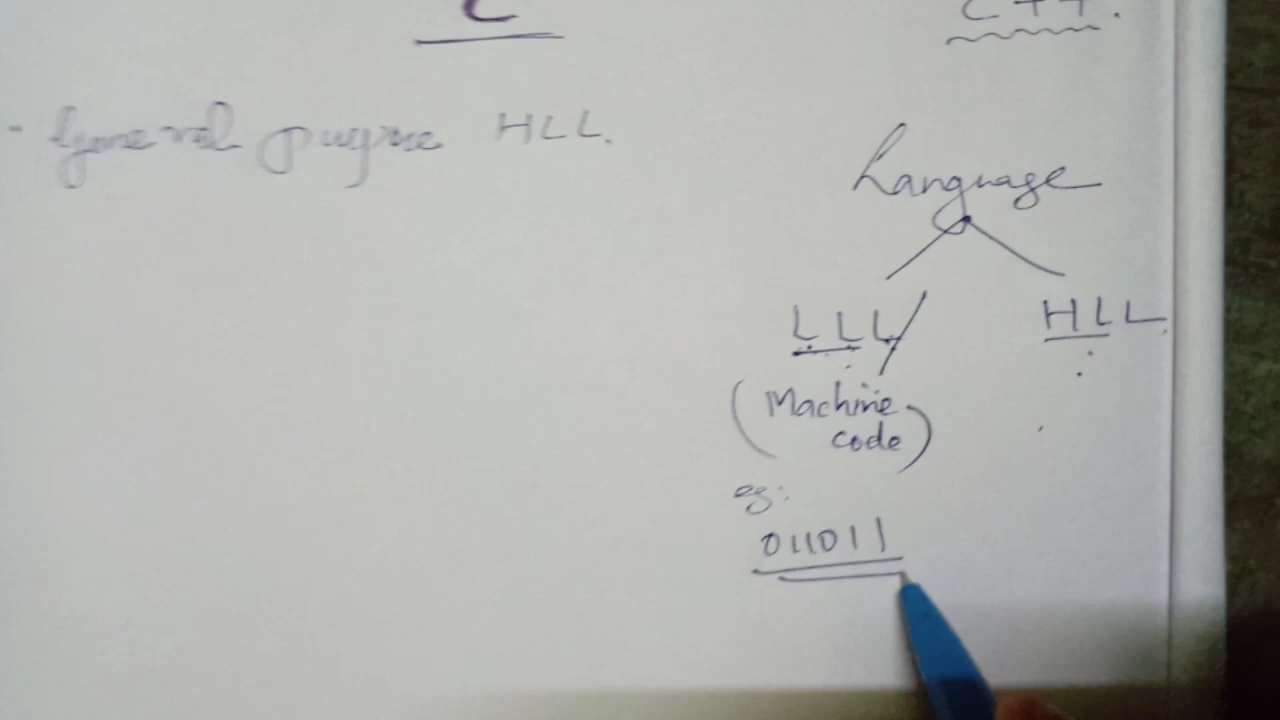 C
C++.
- General purpose HLL.
Language
LLL
HLL
(Machine
code)
eg:
011011